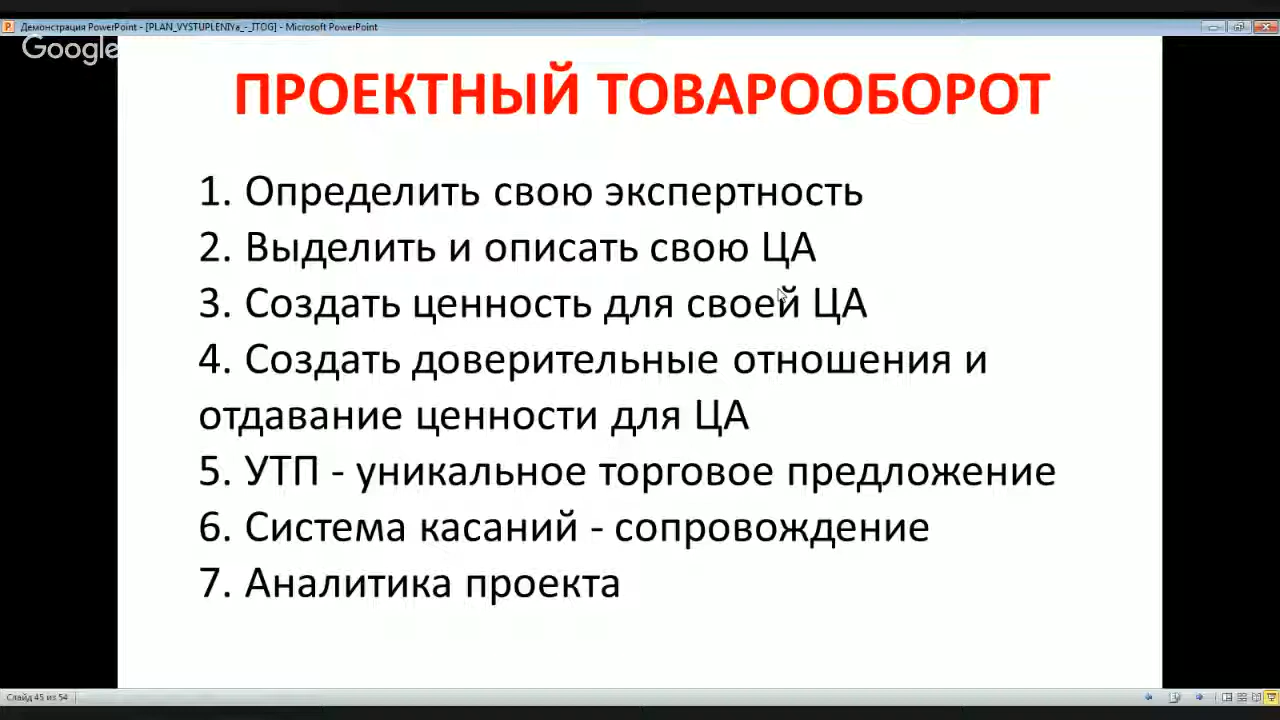 Демонстрация PowerPoint - [PLAN_VYSTUPLENIYa_-_ITOG] - Microsoft PowerPoint
Google
ПРОЕКТНЫЙ ТОВАРООБОРОТ
1. Определить свою экспертность
2. Выделить и описать свою ЦА
3. Создать ценность для своей ЦА
4. Создать доверительные отношения и
отдавание ценности для ЦА
5. УТП - уникальное торговое предложение
6. Система касаний - сопровождение
7. Аналитика проекта
Слайд 45 из 54